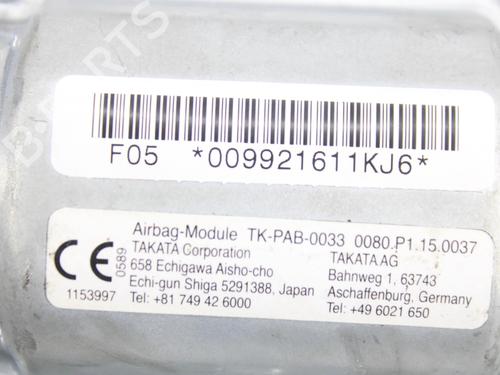 B-PARTS
F05 *009921611KJ6*
Airbag-Module TK-PAB-0033 0080.P1.15.0037
CE 0589
TAKATA Corporation TAKATA AG
658 Echigawa Aisho-cho Bahnweg 1, 63743
Echi-gun Shiga 5291388, Japan Aschaffenburg, Germany
1153997 Tel: +81 749 42 6000 Tel: +49 6021 650